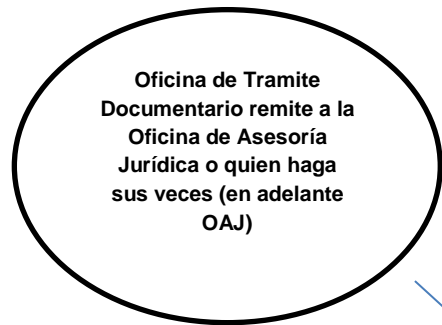 Oficina de Tramite
Documentario remite a la
Oficina de Asesoría
Jurídica o quien haga
sus veces (en adelante
OAJ)